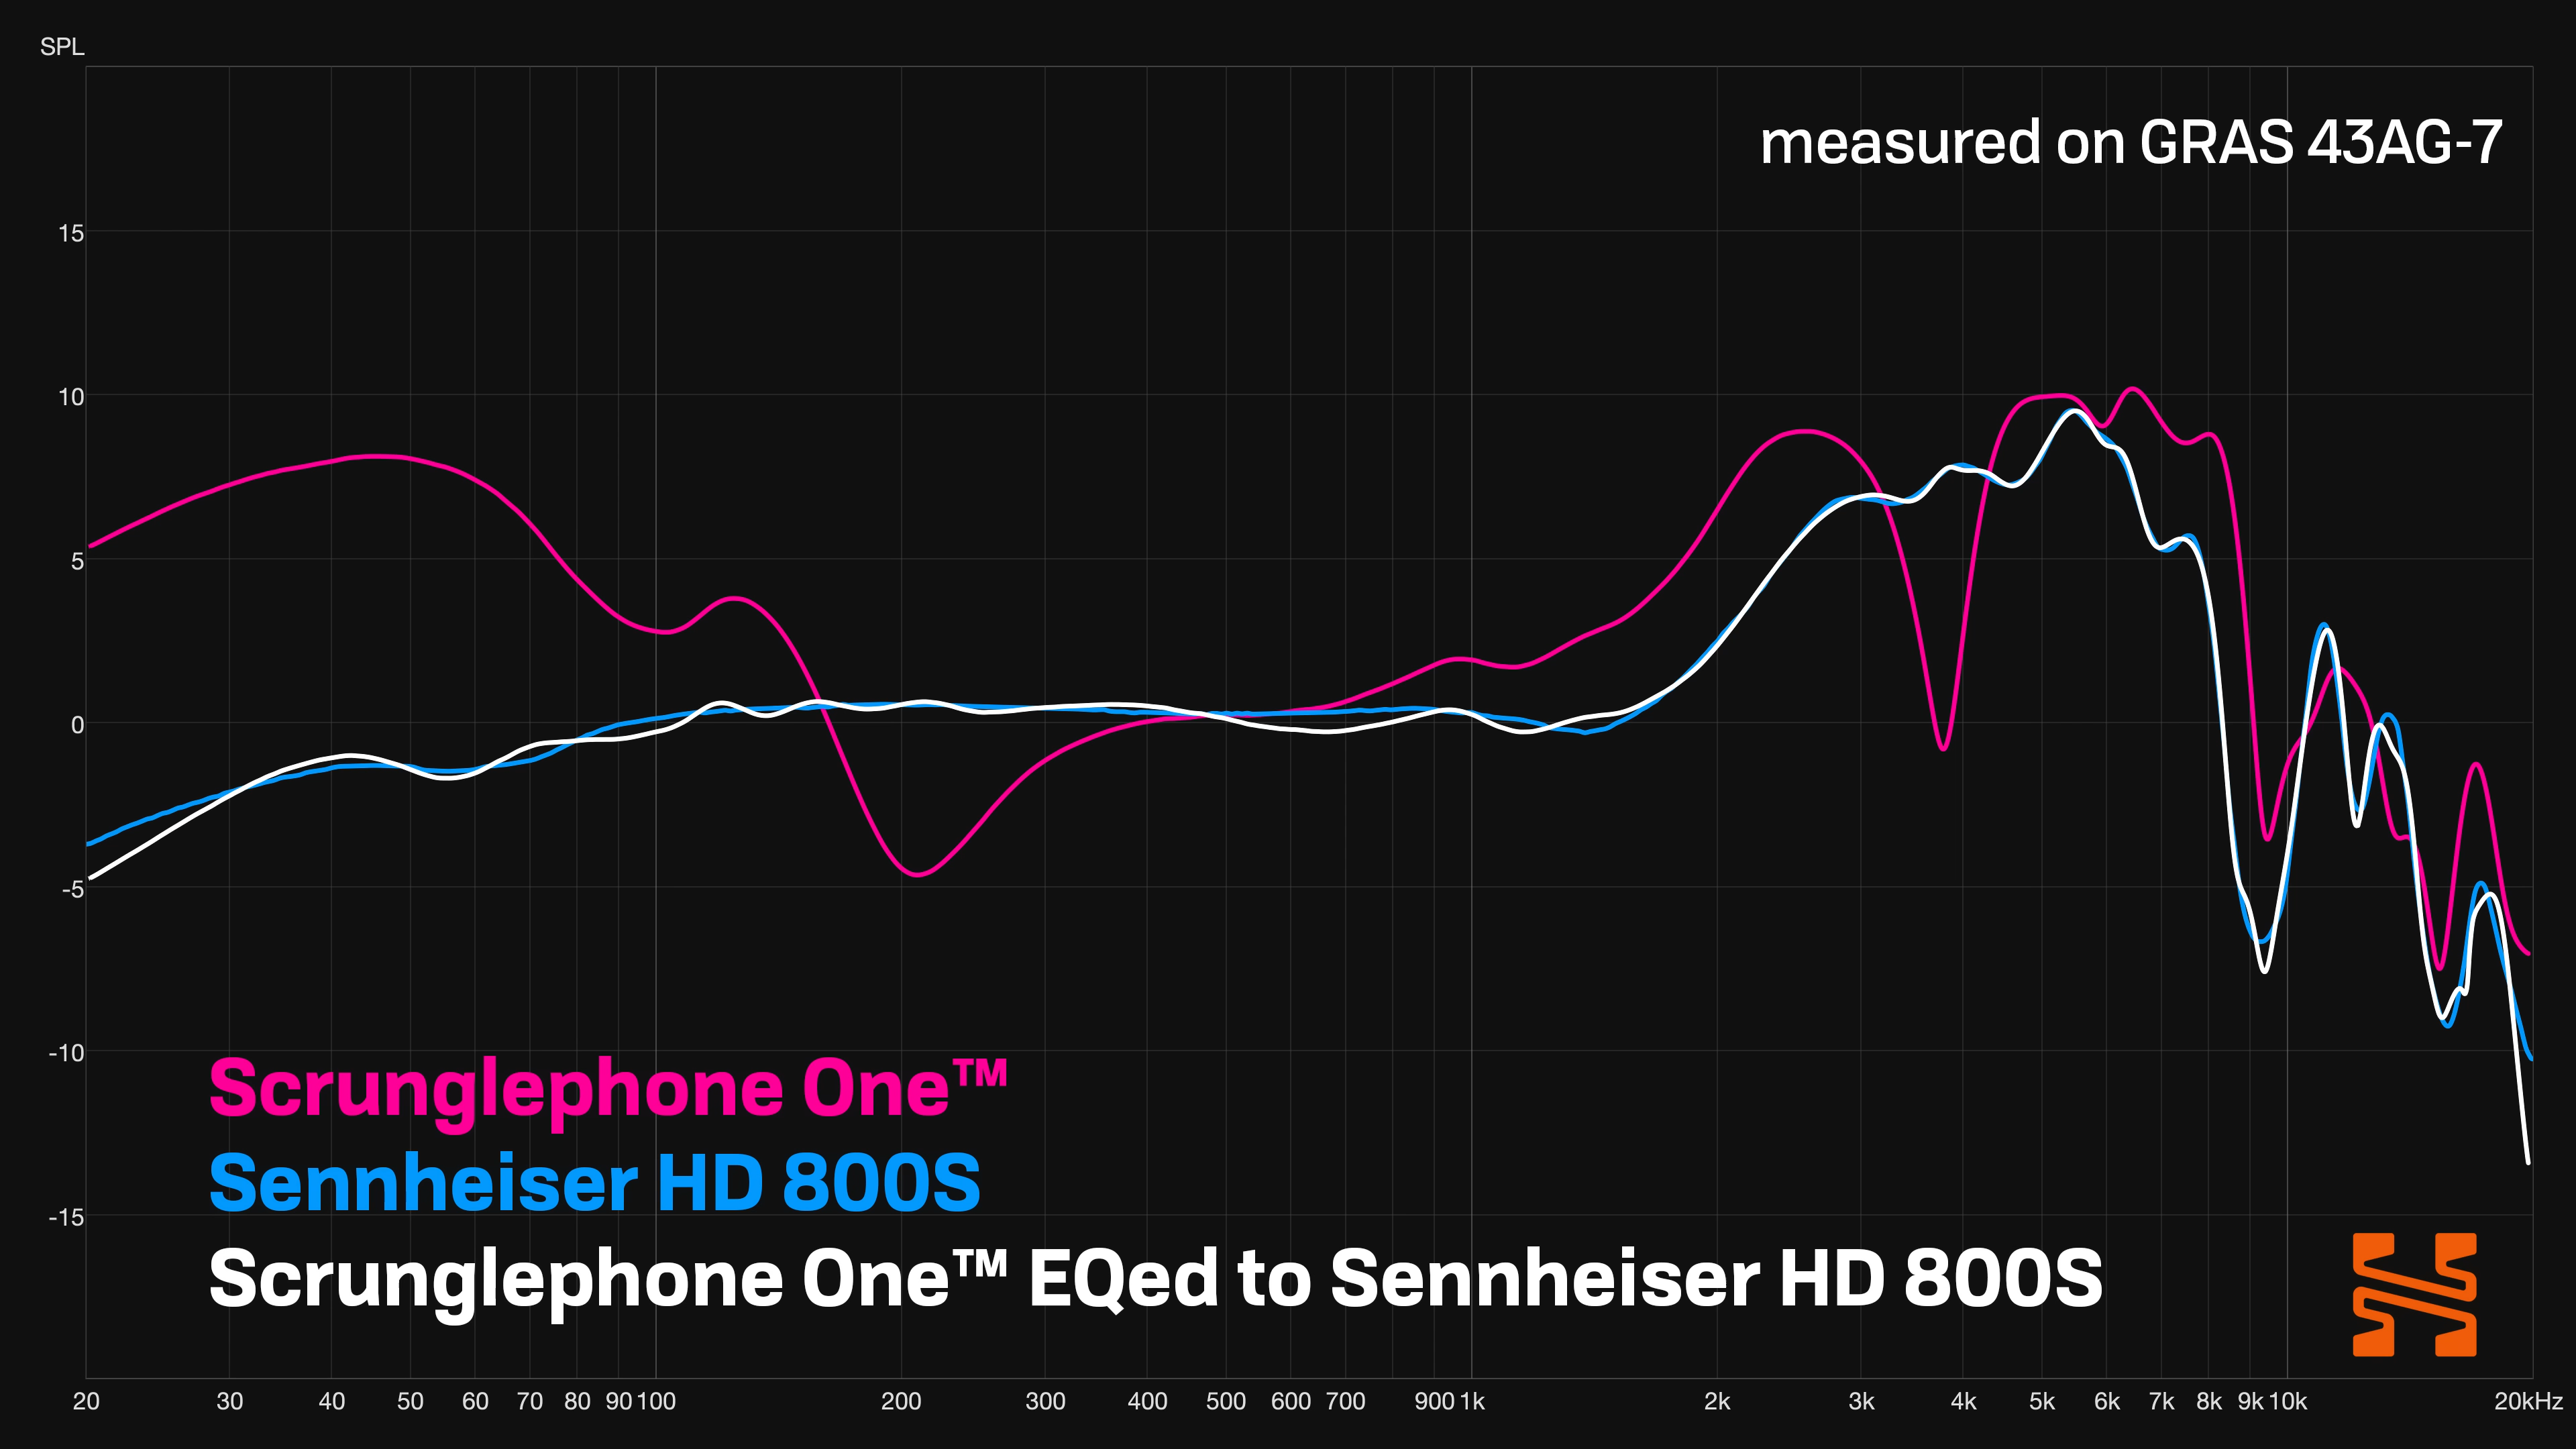 SPL
measured on GRAS 43AG-7
15
10
5
0
-5
-10
-15
Scrunglephone One™
Sennheiser HD 800S
Scrunglephone One™ EQed to Sennheiser HD 800S
20 30 40 50 60 70 80 90 100 200 300 400 500 600 700 900 1k 2k 3k 4k 5k 6k 7k 8k 9k 10k 20kHz